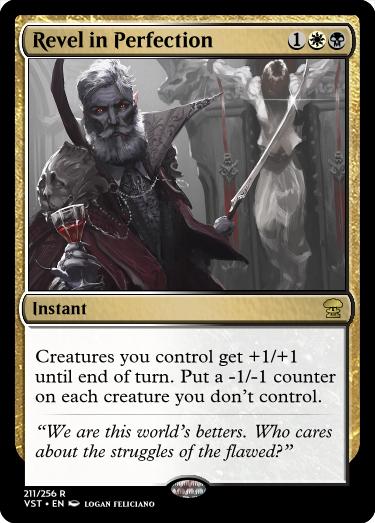 Revel in Perfection 1
Instant
Creatures you control get +1/+1
until end of turn. Put a -1/-1 counter
on each creature you don't control.
"We are this world's betters. Who cares
about the struggles of the flawed?"
211/256 R
VST • EN LOGAN FELICIANO